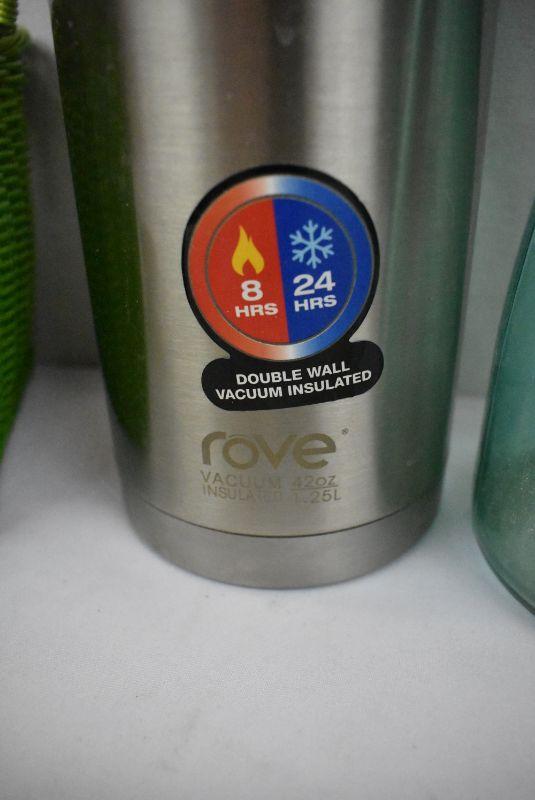 8 HRS
24 HRS
DOUBLE WALL
VACUUM INSULATED
rove®
VACUUM 42oz
INSULATED 1.25L